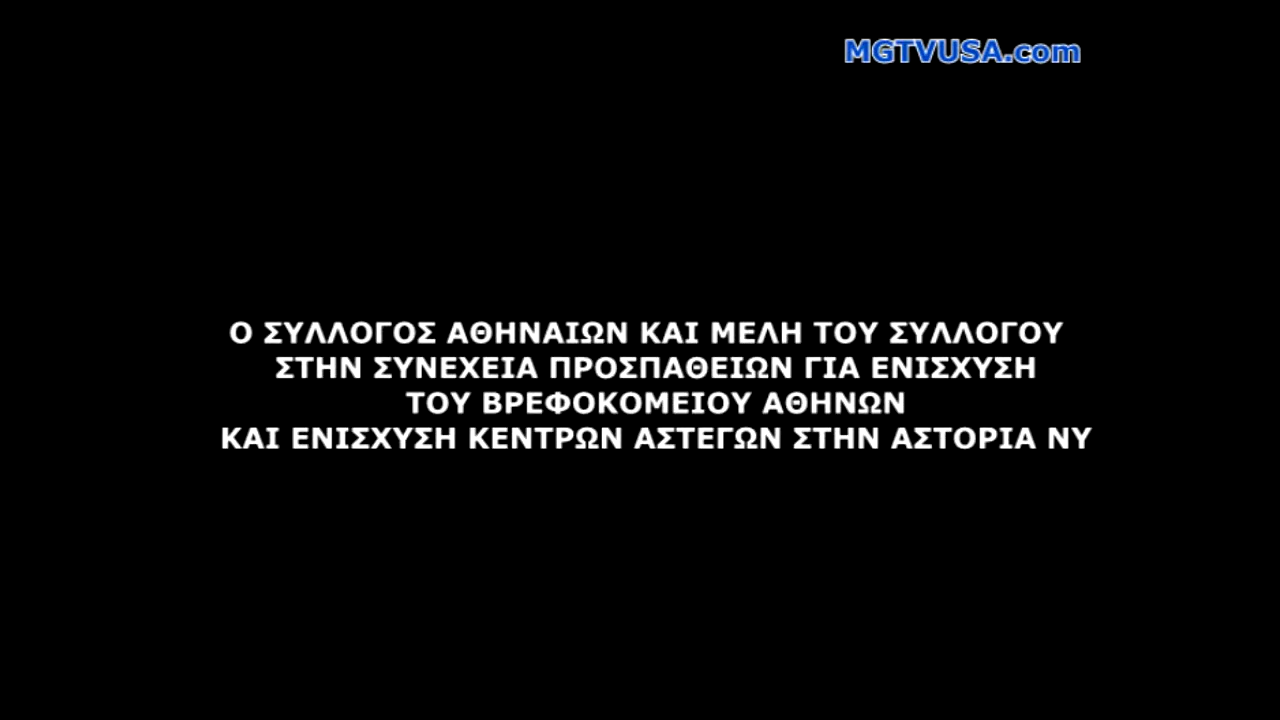 MGTVUSA.com
Ο ΣΥΛΛΟΓΟΣ ΑΘΗΝΑΙΩΝ ΚΑΙ ΜΕΛΗ ΤΟΥ ΣΥΛΛΟΓΟΥ
ΣΤΗΝ ΣΥΝΕΧΕΙΑ ΠΡΟΣΠΑΘΕΙΩΝ ΓΙΑ ΕΝΙΣΧΥΣΗ
ΤΟΥ ΒΡΕΦΟΚΟΜΕΙΟΥ ΑΘΗΝΩΝ
ΚΑΙ ΕΝΙΣΧΥΣΗ ΚΕΝΤΡΩΝ ΑΣΤΕΓΩΝ ΣΤΗΝ ΑΣΤΟΡΙΑ ΝΥ